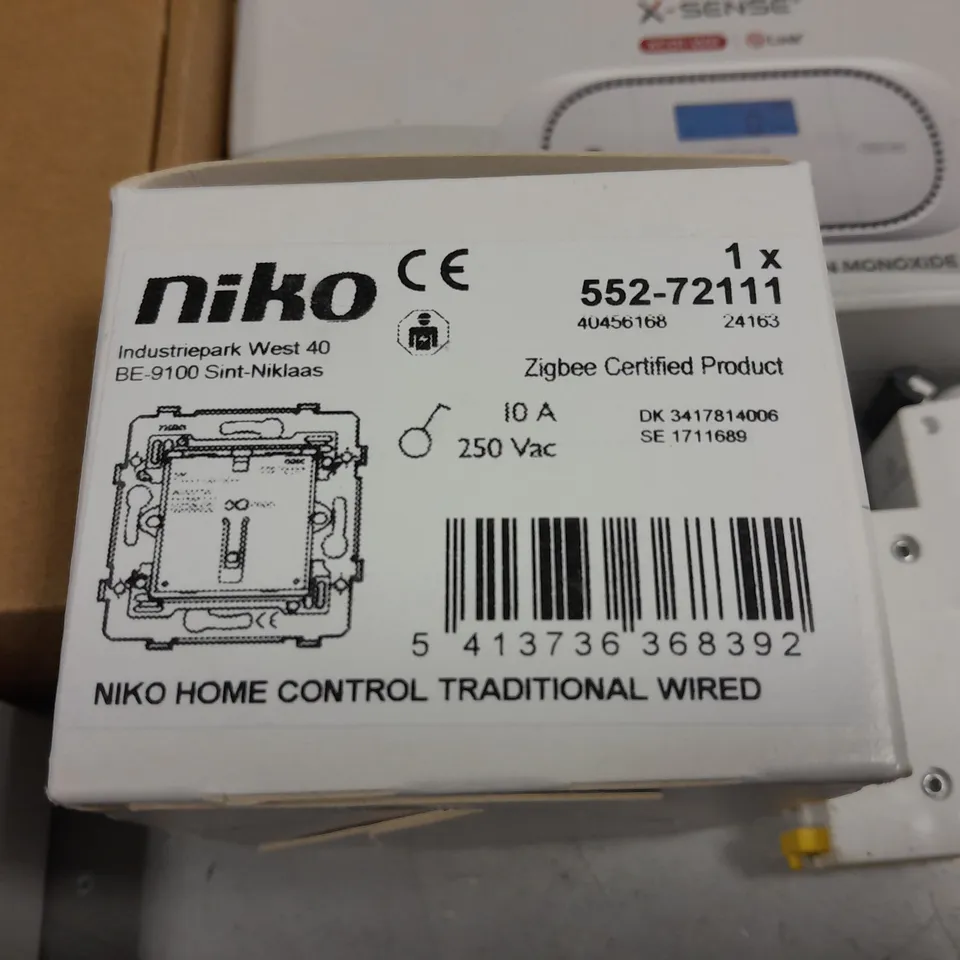 X-SENSE
niko CE
1 x
552-72111
40456168 24163
Industriepark West 40
BE-9100 Sint-Niklaas
Zigbee Certified Product
10 A
250 Vac
DK 3417814006
SE 1711689
5 413736 368392
NIKO HOME CONTROL TRADITIONAL WIRED
MONOXIDE